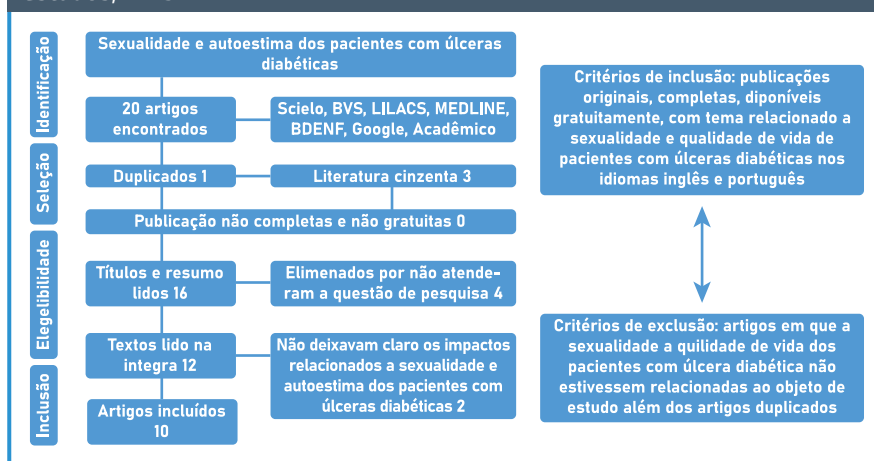 Identificação
Sexualidade e autoestima dos pacientes com úlceras
diabéticas
20 artigos
encontrados
Scielo, BVS, LILACS, MEDLINE,
BDENF, Google, Acadêmico
Seleção
Duplicados 1
Literatura cinzenta 3
Publicação não completas e não gratuitas 0
Elegelibilidade
Títulos e resumo
lidos 16
Elimenados por não atende-
ram a questão de pesquisa 4
Textos lido na
integra 12
Não deixavam claro os impactos
relacionados a sexualidade e
autoestima dos pacientes com
úlceras diabéticas 2
Inclusão
Artigos incluídos
10
Critérios de inclusão: publicações
originais, completas, diponíveis
gratuitamente, com tema relacionado a
sexualidade e qualidade de vida de
pacientes com úlceras diabéticas nos
idiomas inglês e português
Critérios de exclusão: artigos em que a
sexualidade a quilidade de vida dos
pacientes com úlcera diabética não
estivessem relacionadas ao objeto de
estudo além dos artigos duplicados